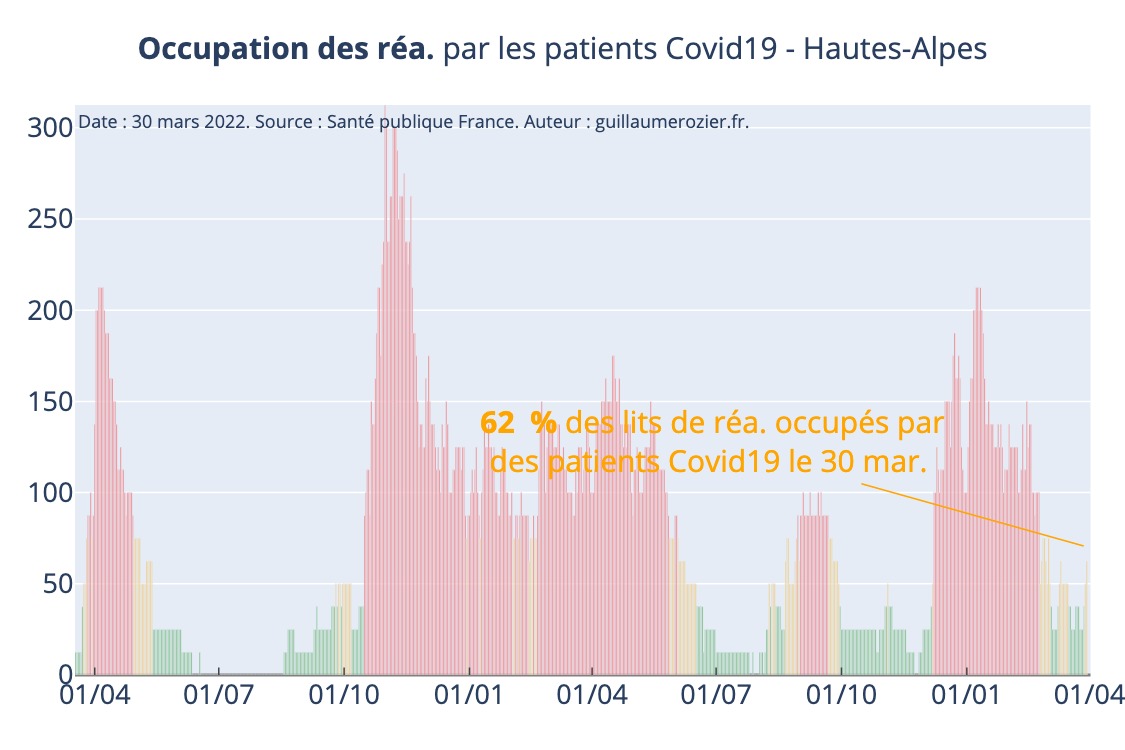 Occupation des réa. par les patients Covid19 - Hautes-Alpes
300
Date : 30 mars 2022. Source : Santé publique France. Auteur : guillaumerozier.fr.
250
200
150
62 % des lits de réa. occupés par
des patients Covid19 le 30 mar.
100
50
0
01/04 01/07 01/10 01/01 01/04 01/07 01/10 01/01 01/04